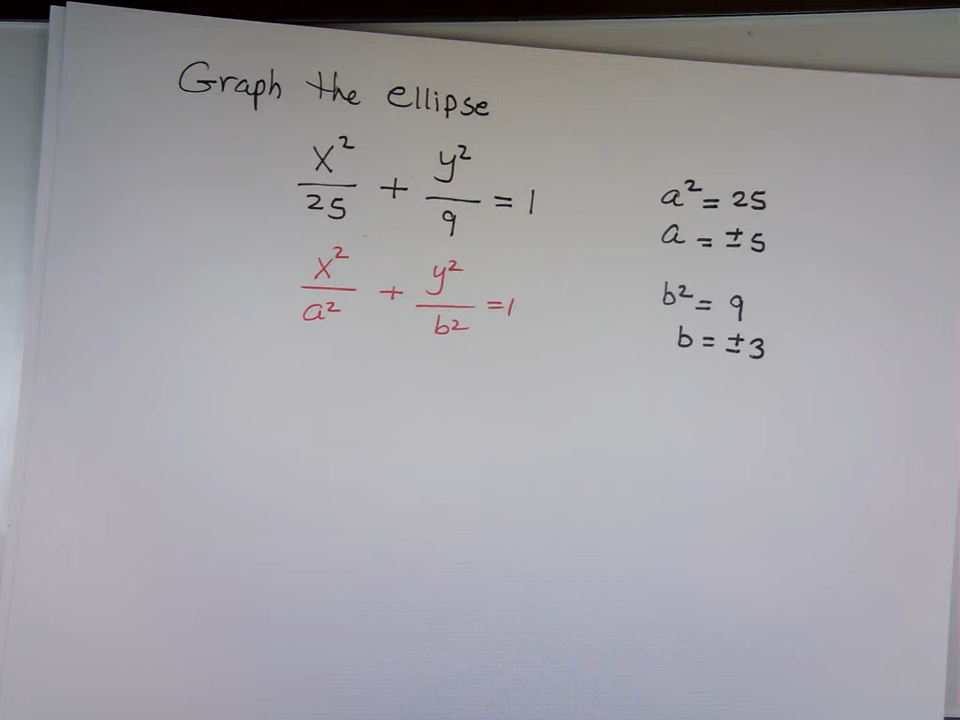 Graph the ellipse
x²/25 + y²/9 = 1
x²/a² + y²/b² = 1
a² = 25
a = ±5
b² = 9
b = ±3